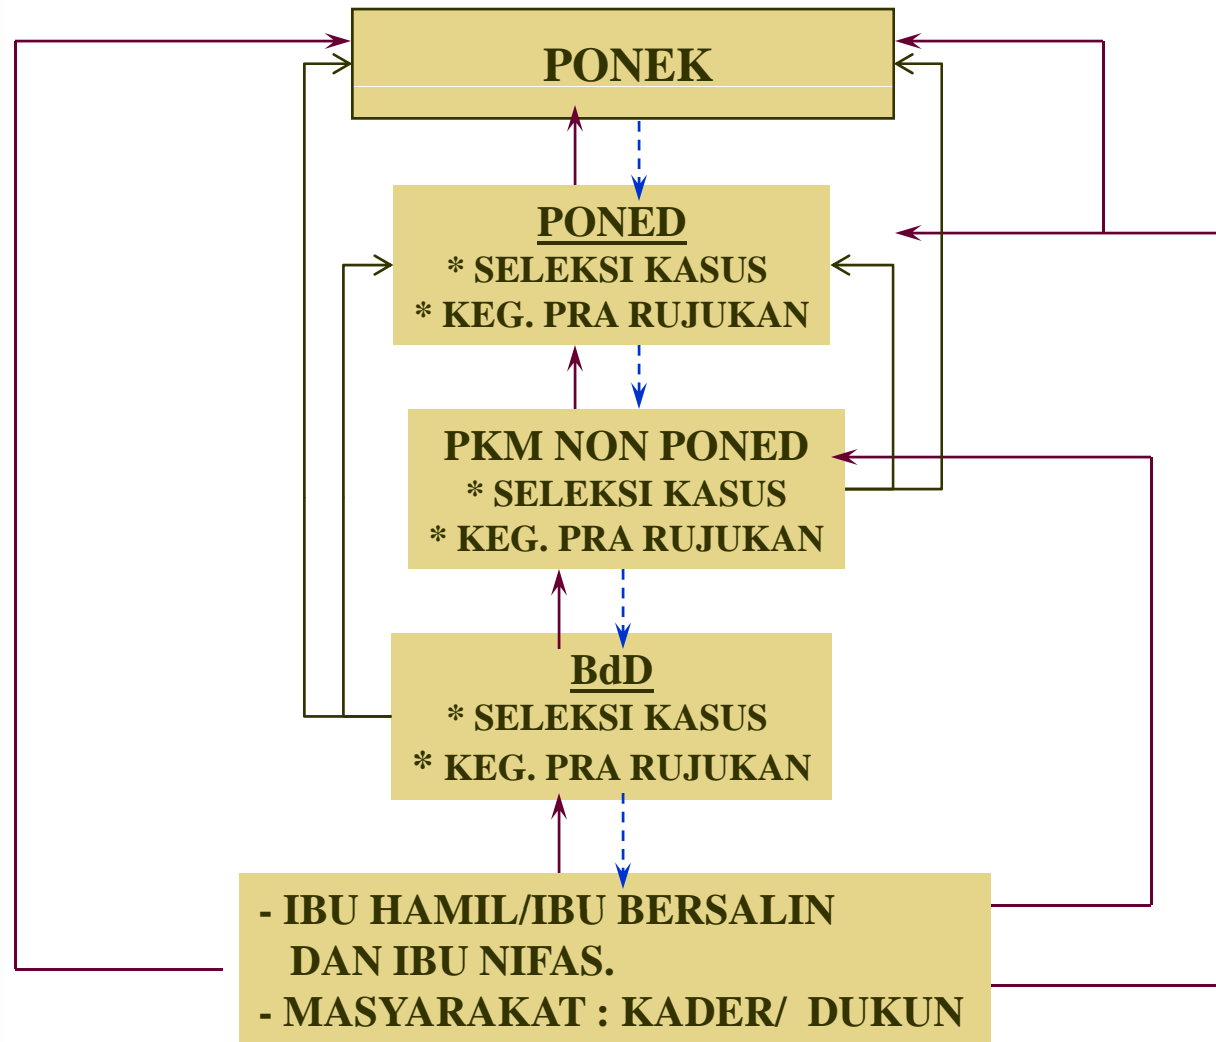 PONEK
PONED
* SELEKSI KASUS
* KEG. PRA RUJUKAN
PKM NON PONED
* SELEKSI KASUS
* KEG. PRA RUJUKAN
BdD
* SELEKSI KASUS
* KEG. PRA RUJUKAN
- IBU HAMIL/IBU BERSALIN
DAN IBU NIFAS.
- MASYARAKAT : KADER/ DUKUN